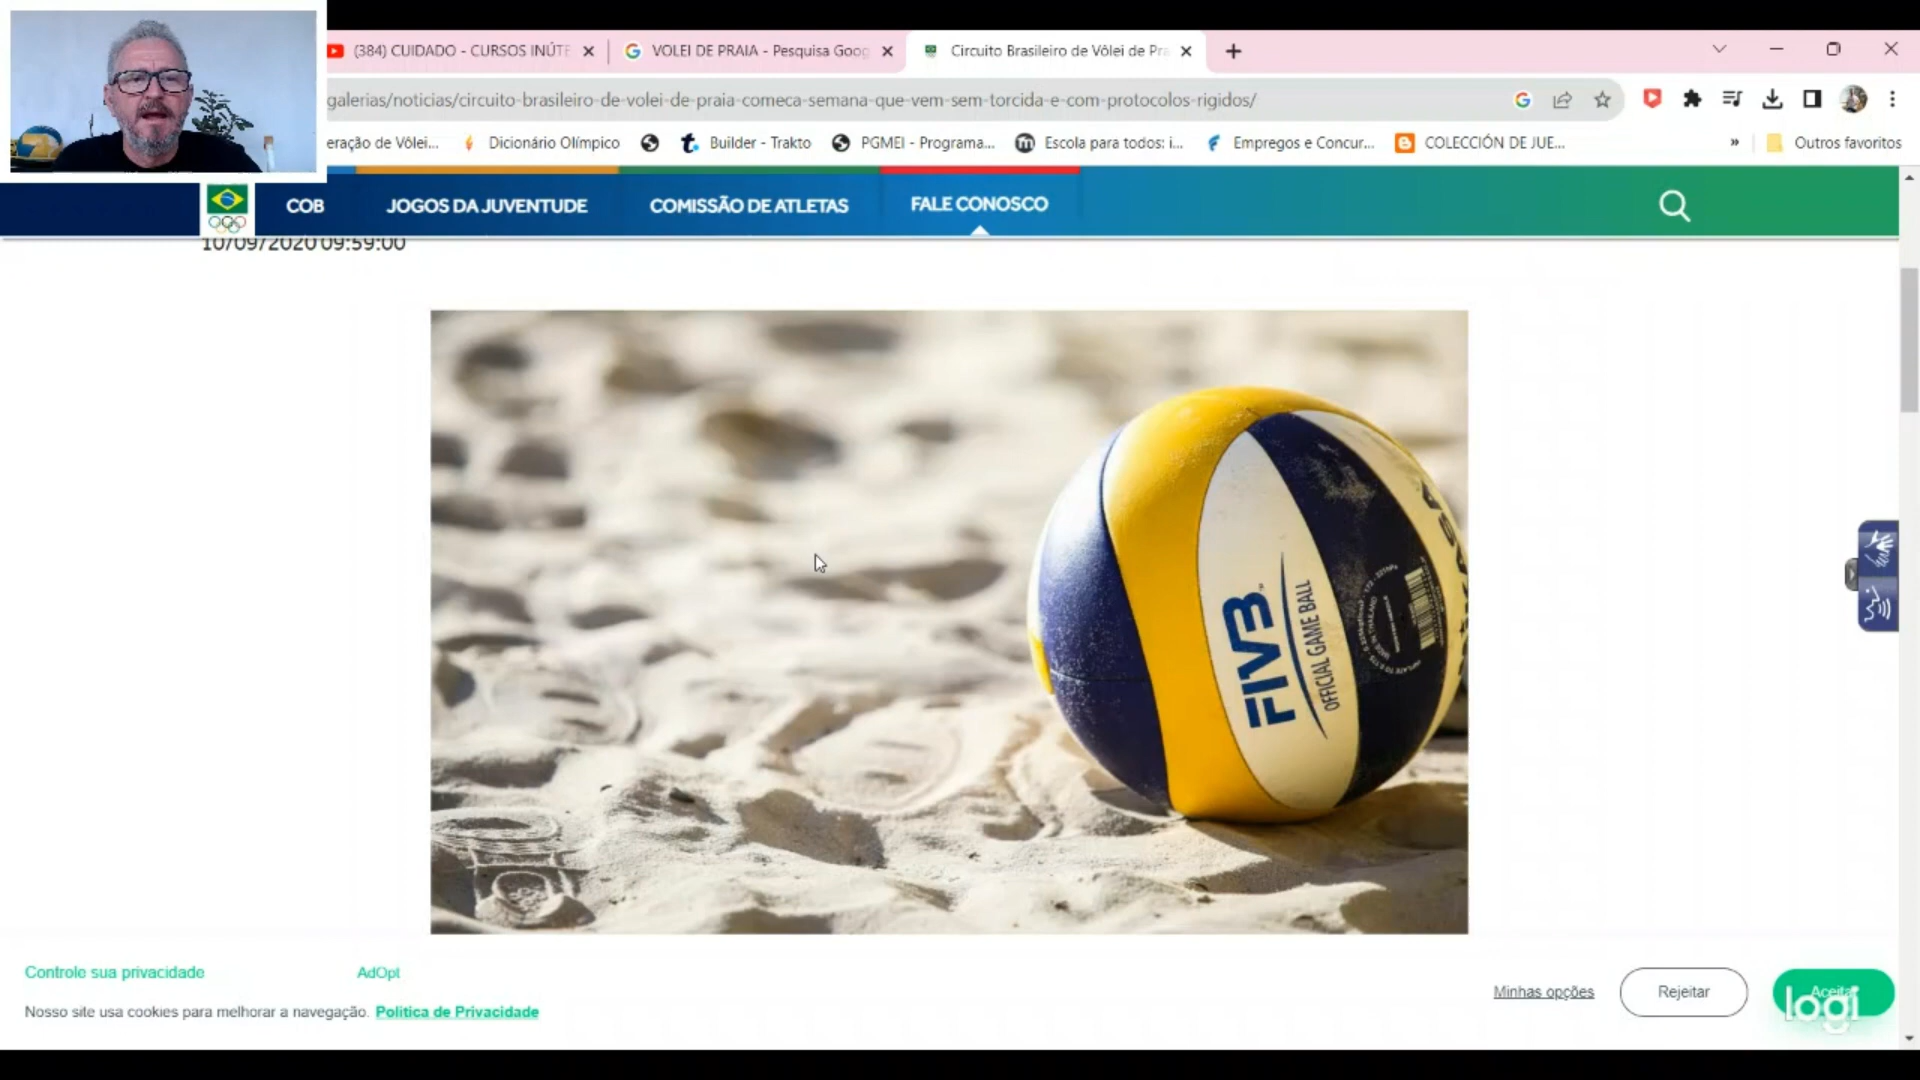 (384) CUIDADO - CURSOS INÚTE
VOLEI DE PRAIA - Pesquisa Goog
Circuito Brasileiro de Vôlei de Pra
galerias/noticias/circuito-brasileiro-de-volei-de-praia-comeca-semana-que-vem-sem-torcida-e-com-protocolos-rigidos/
eração de Vôlei...
Dicionário Olímpico
Builder - Trakto
PGMEI - Programa...
Escola para todos: i...
Empregos e Concur...
COLECCIÓN DE JUE...
»
Outros favoritos
COB
JOGOS DA JUVENTUDE
COMISSÃO DE ATLETAS
FALE CONOSCO
10/09/2020 09:59:00
FIVB
OFFICIAL GAME BALL
Controle sua privacidade
AdOpt
Nosso site usa cookies para melhorar a navegação. Política de Privacidade
Minhas opções
Rejeitar
Aceitar
logi